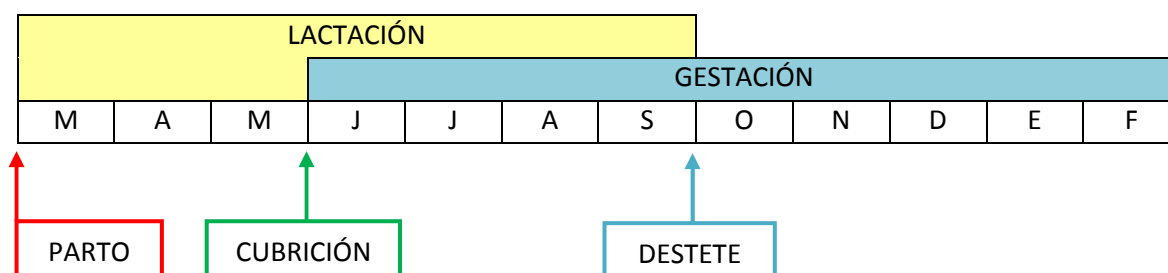 LACTACIÓN
GESTACIÓN
M A M J J A S O N D E F
PARTO CUBRICIÓN DESTETE